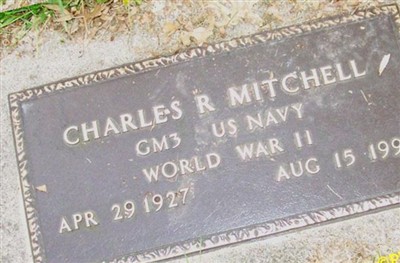 CHARLES R MITCHELL
GM3 US NAVY
WORLD WAR II
APR 29 1927 AUG 15 199